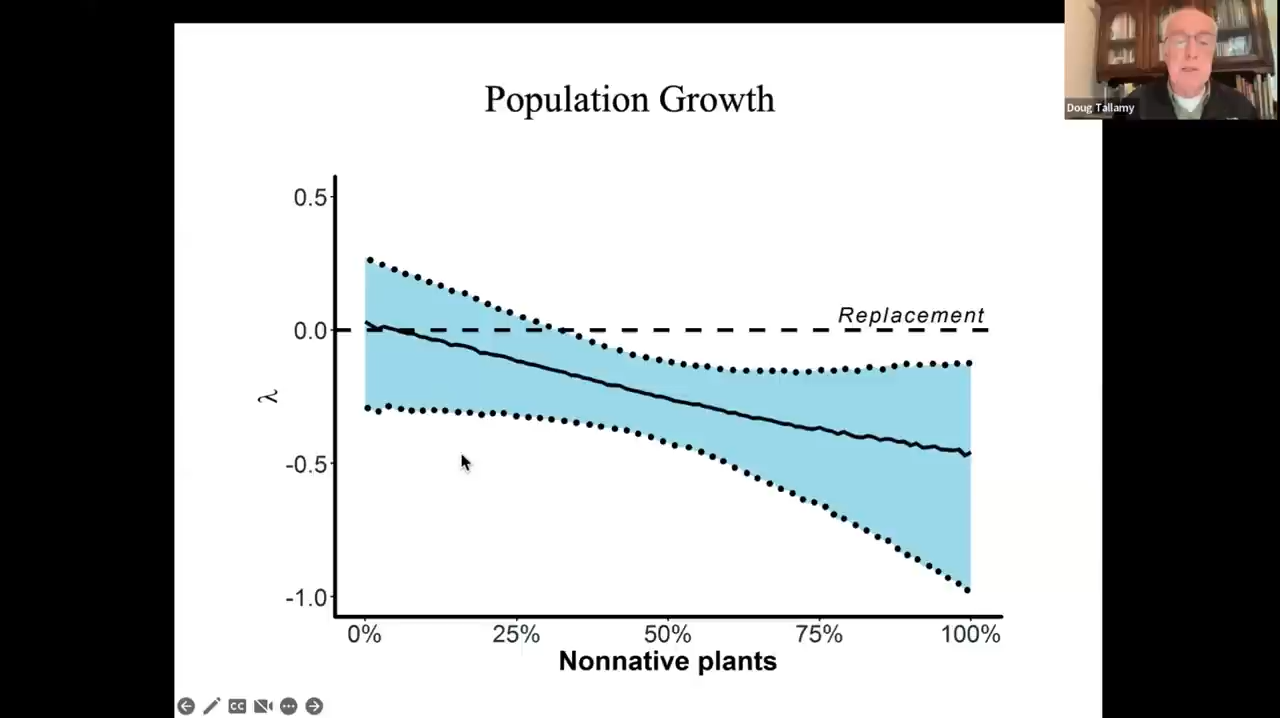 Population Growth
Doug Tallamy
0.5
Replacement
0.0
λ
-0.5
-1.0
0% 25% 50% 75% 100%
Nonnative plants
CC